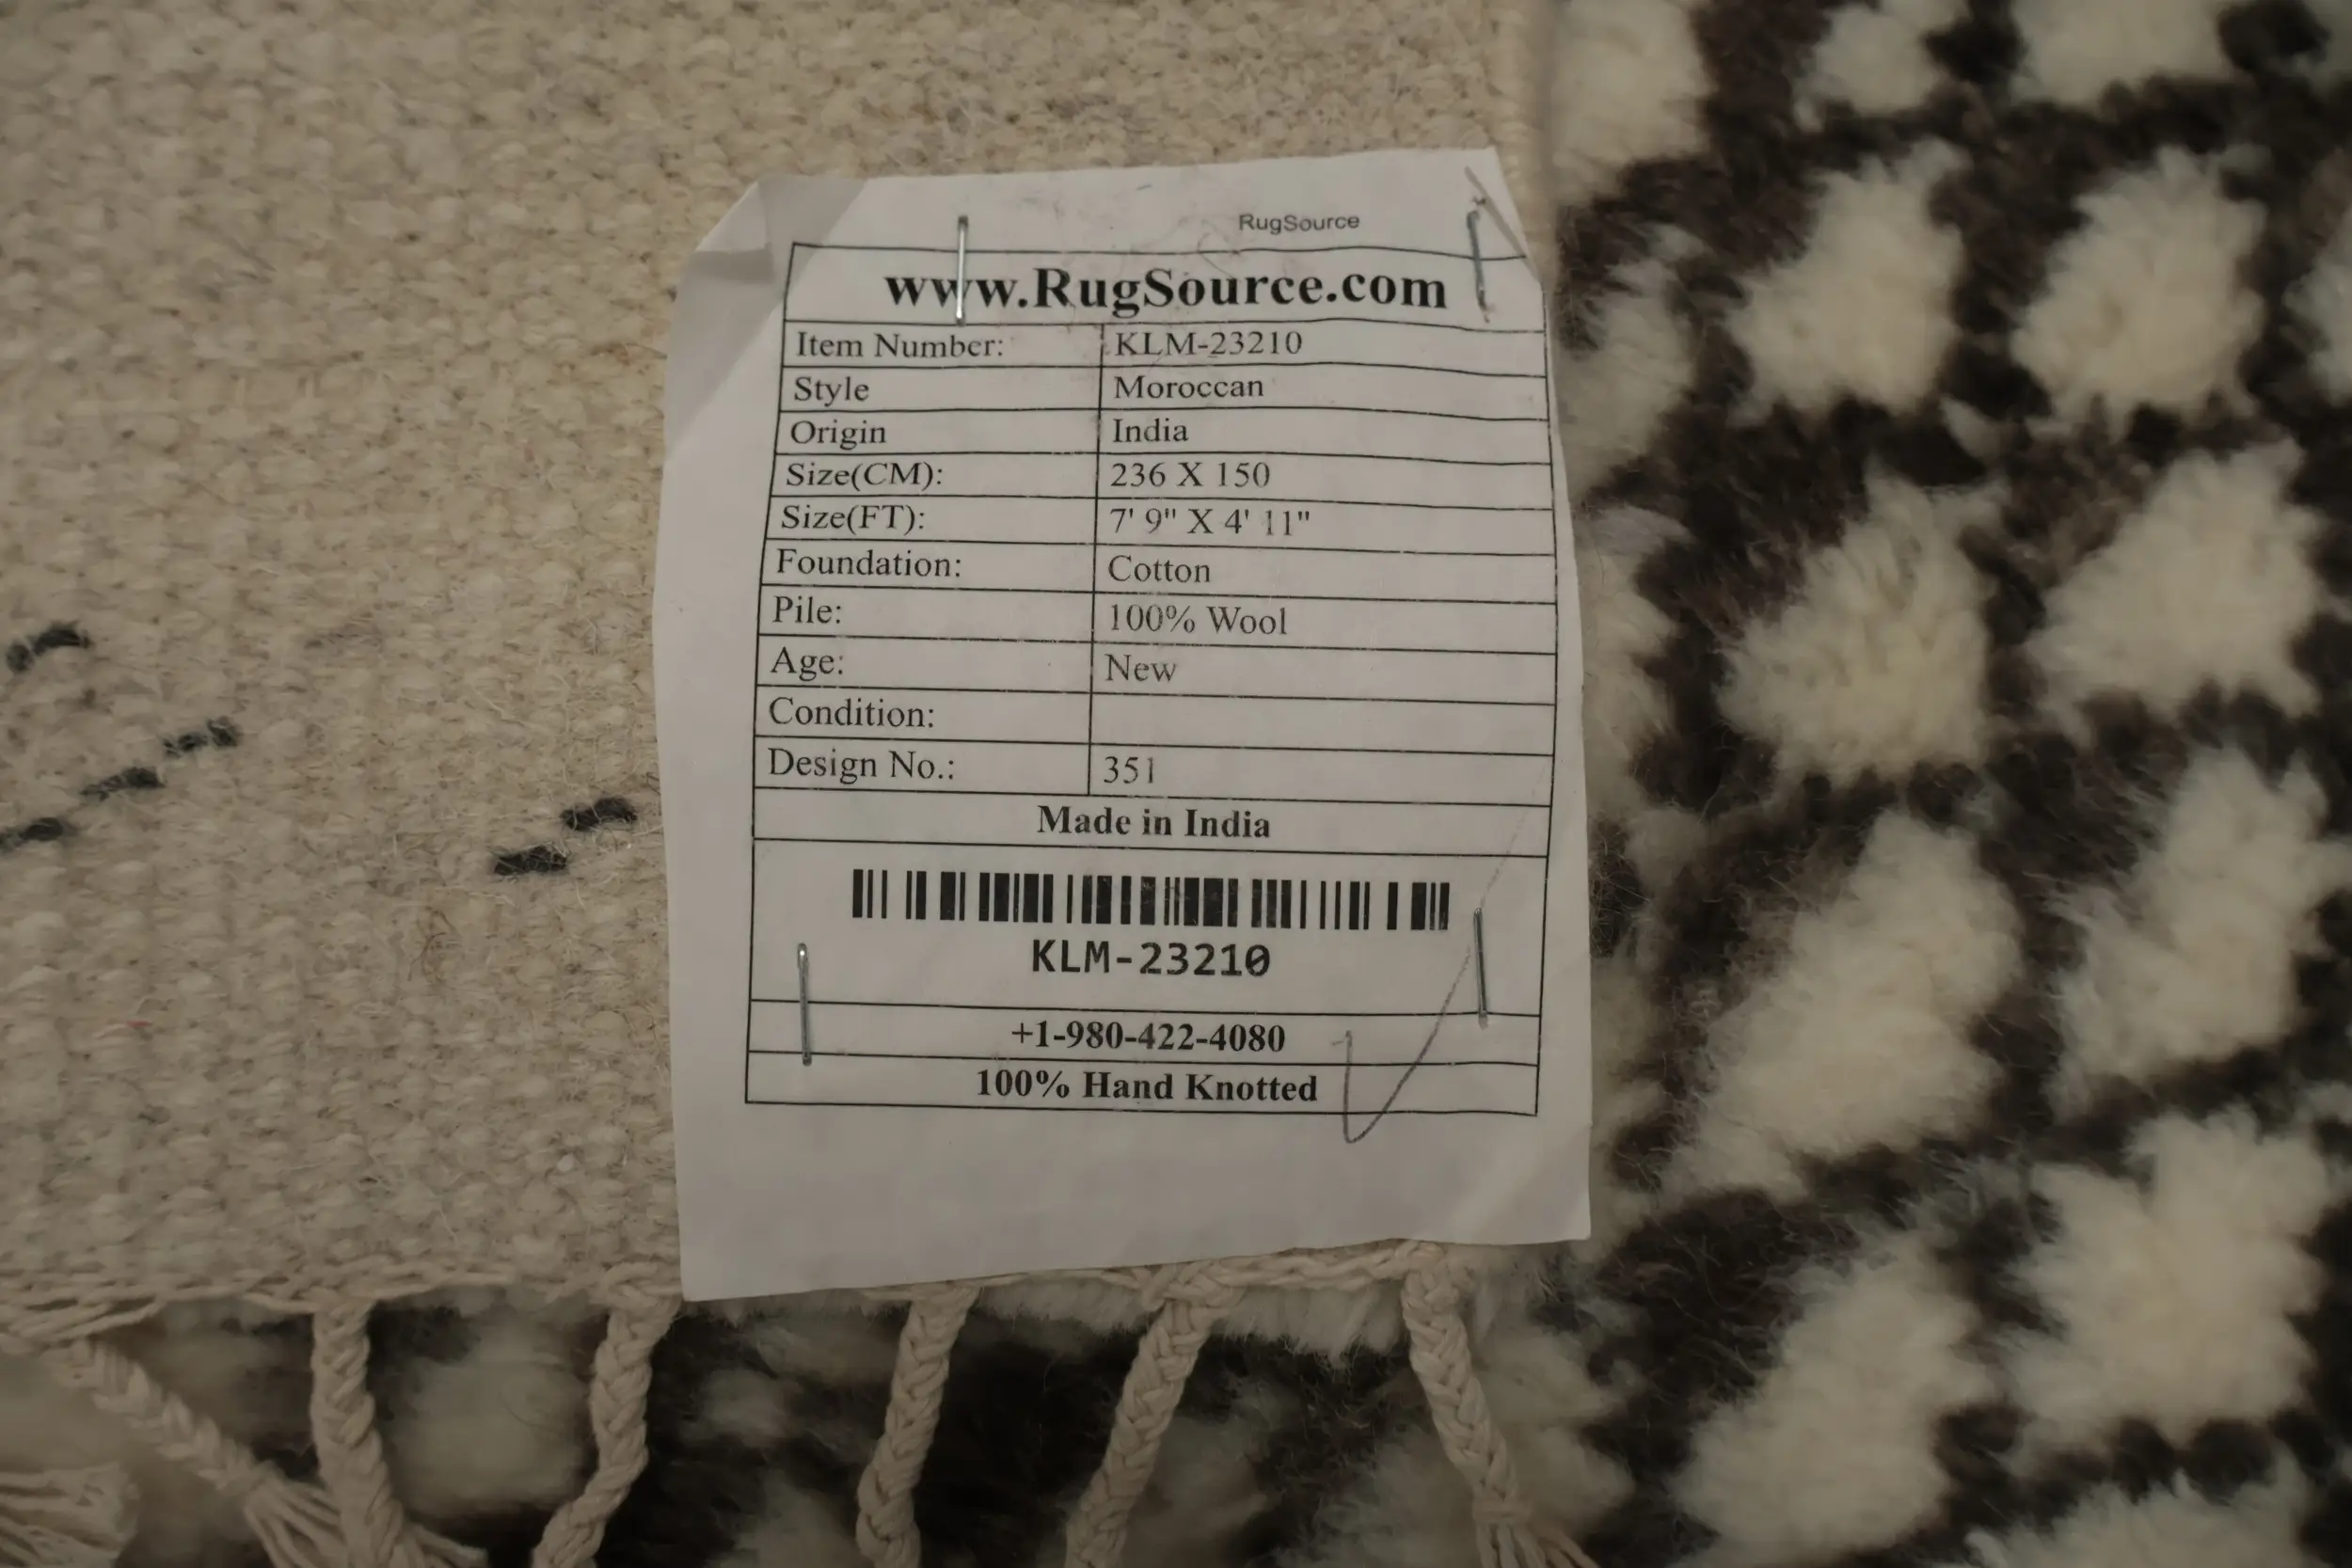 RugSource
www.RugSource.com
Item Number: KLM-23210
Style Moroccan
Origin India
Size(CM): 236 X 150
Size(FT): 7' 9" X 4' 11"
Foundation: Cotton
Pile: 100% Wool
Age: New
Condition:
Design No.: 351
Made in India
KLM-23210
+1-980-422-4080
100% Hand Knotted